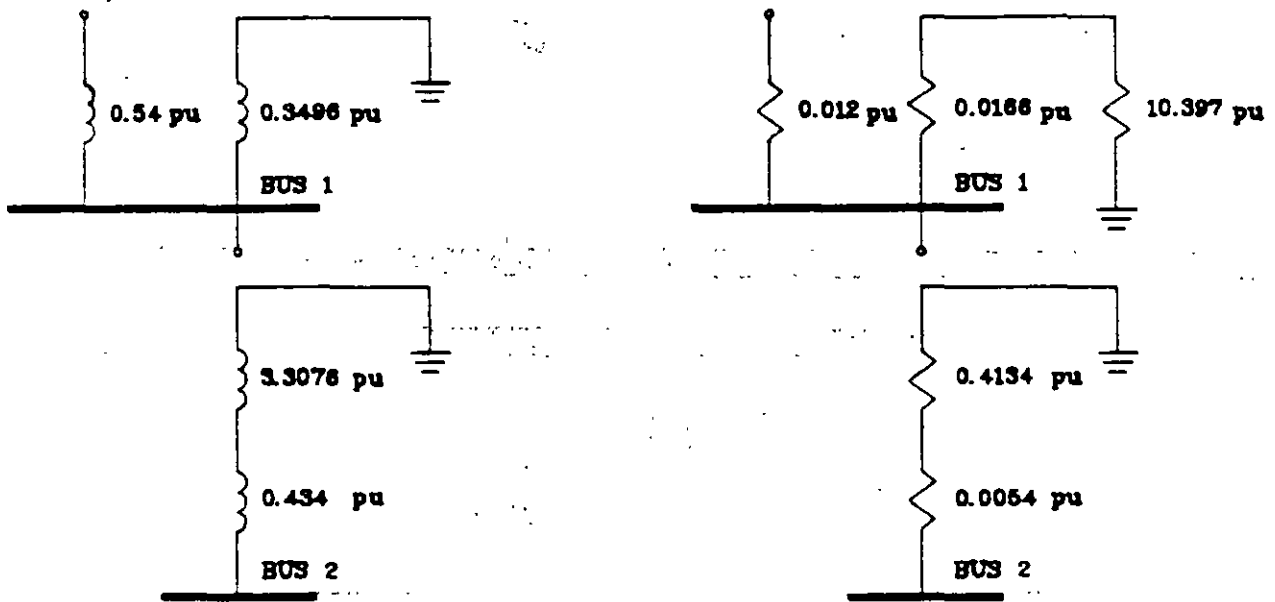 0.54 pu
0.3496 pu
BUS 1
3.3076 pu
0.434 pu
BUS 2
0.012 pu
0.0166 pu
10.397 pu
BUS 1
0.4134 pu
0.0054 pu
BUS 2